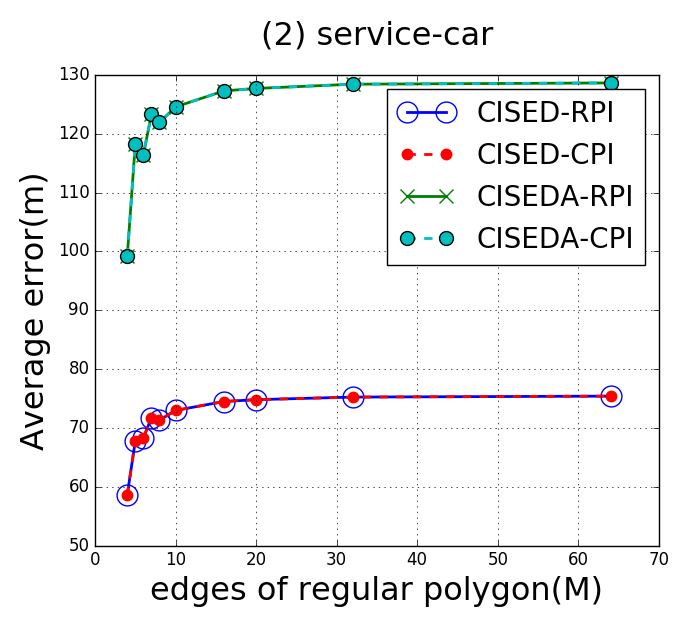 (2) service-car
130
120
110
100
90
80
70
60
50
Average error(m)
CISED-RPI
CISED-CPI
CISEDA-RPI
CISEDA-CPI
0 10 20 30 40 50 60 70
edges of regular polygon(M)